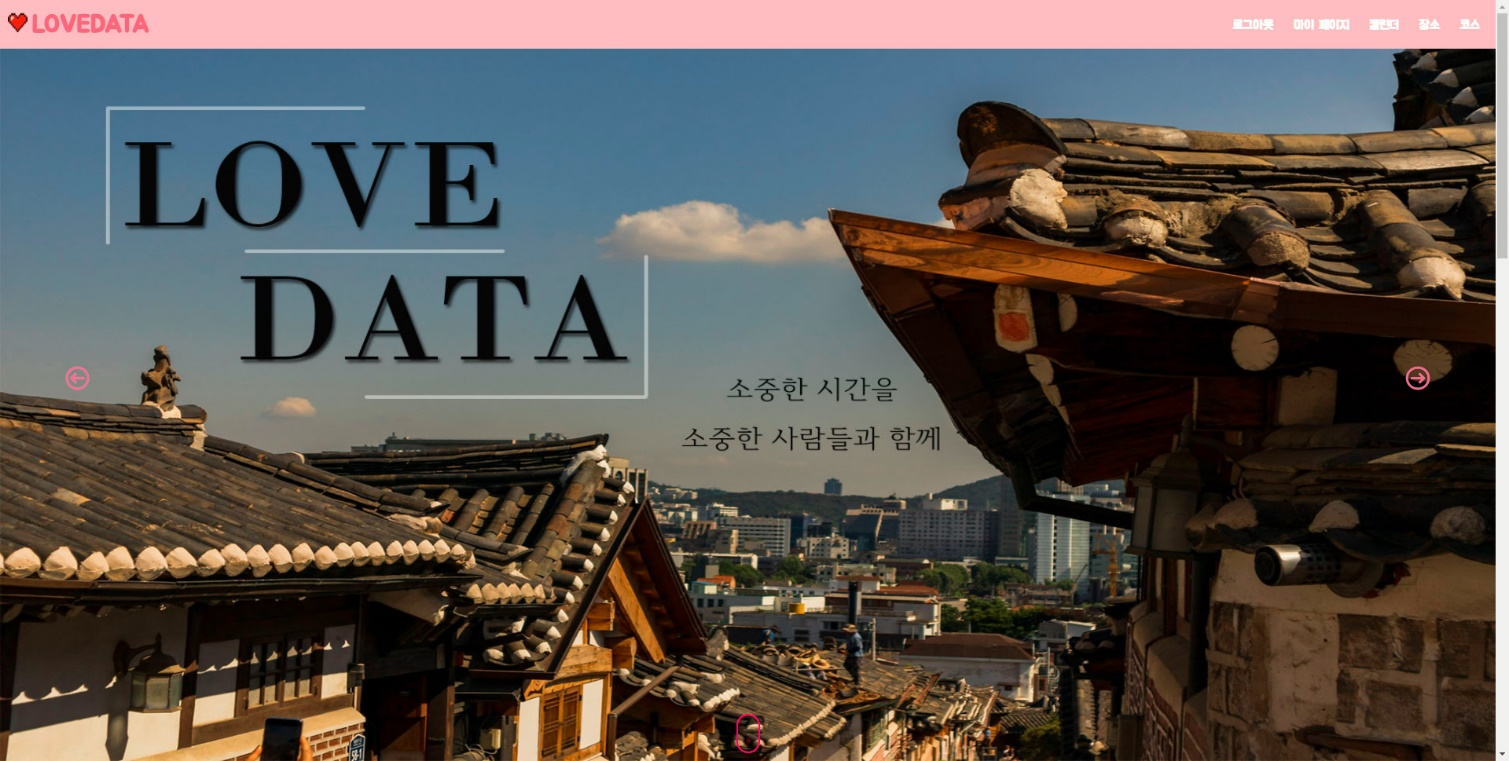 LOVEDATA
로그아웃 마이 페이지 캘린더 장소 코스
LOVE
DATA
소중한 시간을
소중한 사람들과 함께